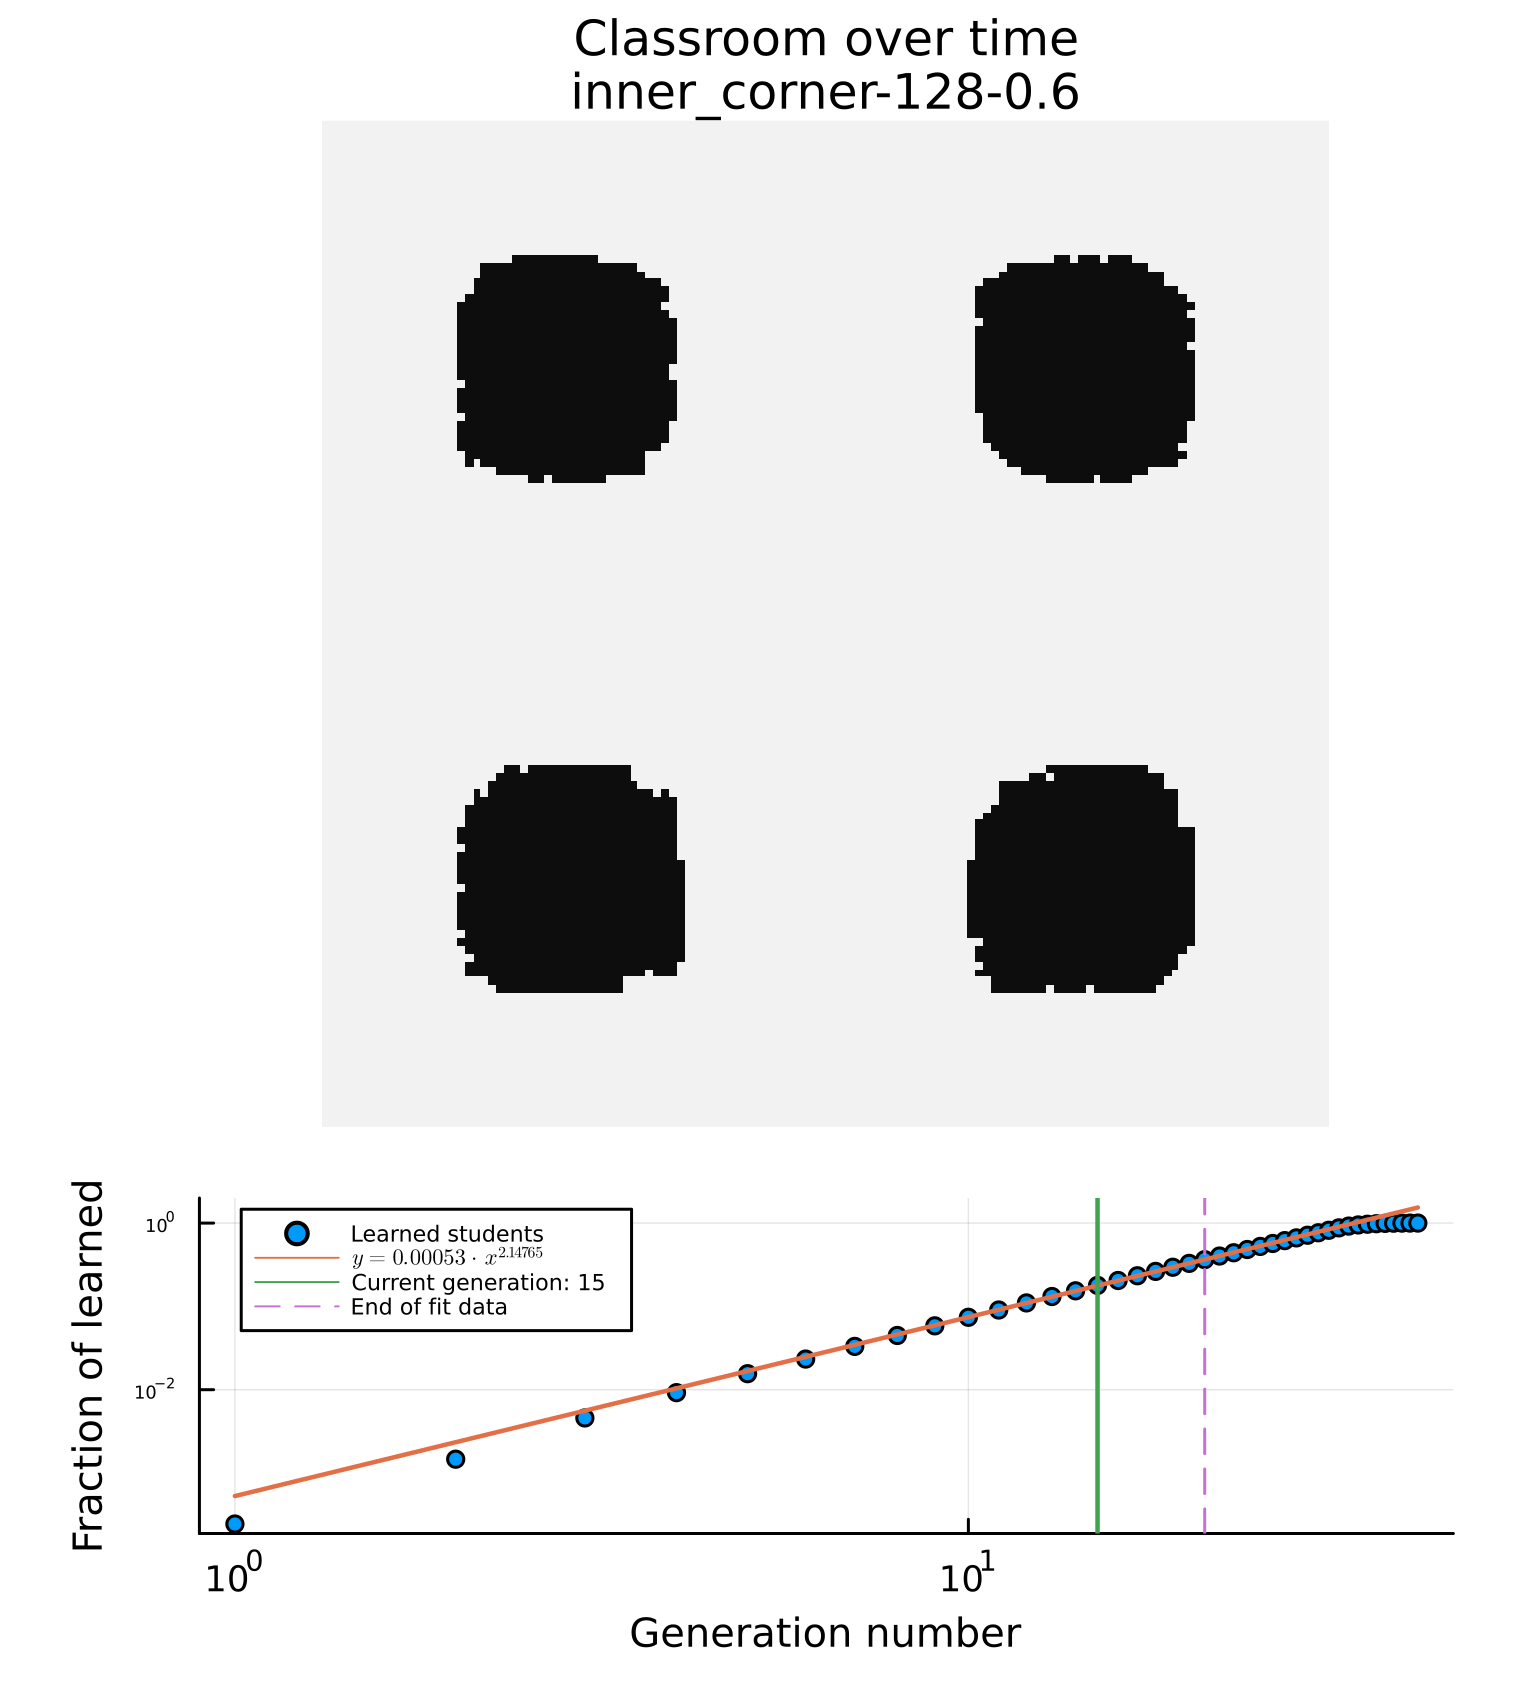 Classroom over time
inner_corner-128-0.6
Fraction of learned
10^0
10^−2
Learned students
y = 0.00053 · x^2.14765
Current generation: 15
End of fit data
10^0
10^1
Generation number